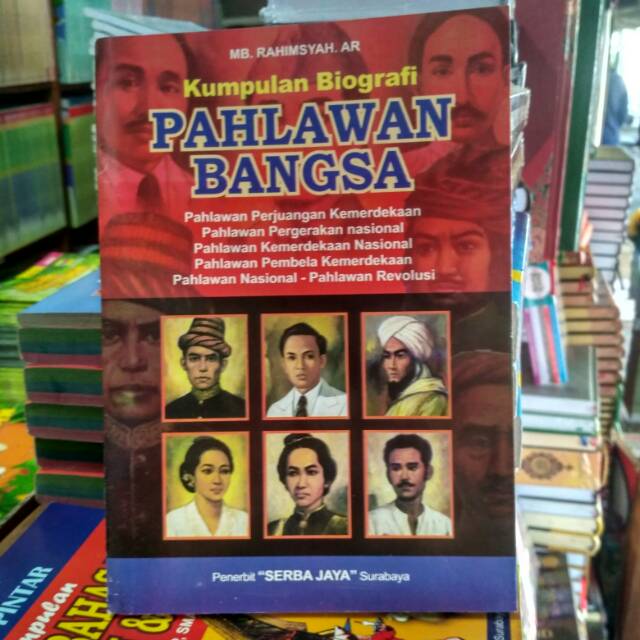 MB. RAHIMSYAH. AR
Kumpulan Biografi
PAHLAWAN
BANGSA
Pahlawan Perjuangan Kemerdekaan
Pahlawan Pergerakan nasional
Pahlawan Kemerdekaan Nasional
Pahlawan Pembela Kemerdekaan
Pahlawan Nasional - Pahlawan Revolusi
Penerbit "SERBA JAYA" Surabaya
PINTAR